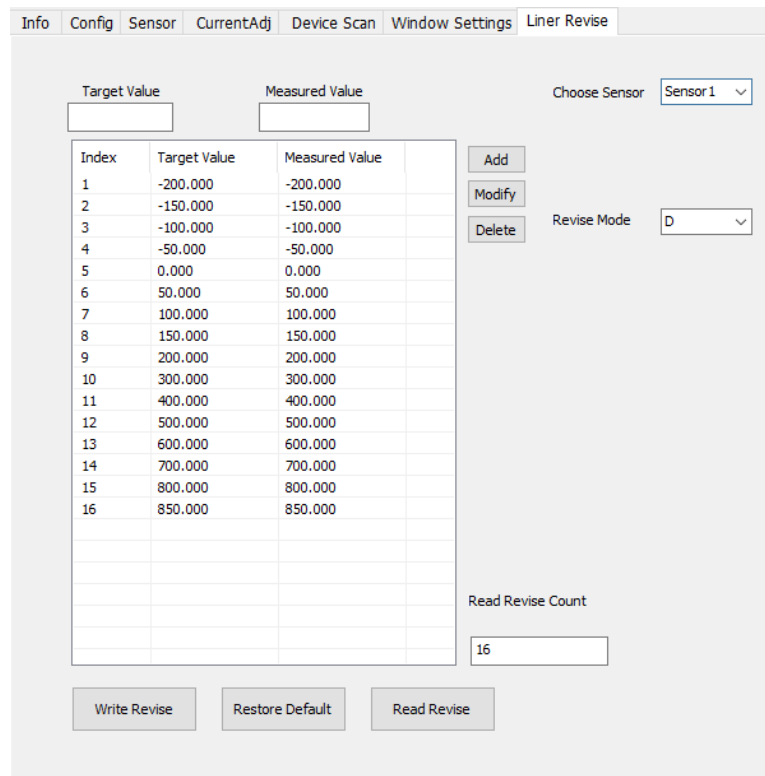 Info Config Sensor CurrentAdj Device Scan Window Settings Liner Revise
Target Value Measured Value Choose Sensor Sensor1
Index Target Value Measured Value Add
1 -200.000 -200.000
2 -150.000 -150.000 Modify
3 -100.000 -100.000 Delete Revise Mode D
4 -50.000 -50.000
5 0.000 0.000
6 50.000 50.000
7 100.000 100.000
8 150.000 150.000
9 200.000 200.000
10 300.000 300.000
11 400.000 400.000
12 500.000 500.000
13 600.000 600.000
14 700.000 700.000
15 800.000 800.000
16 850.000 850.000
Read Revise Count
16
Write Revise Restore Default Read Revise